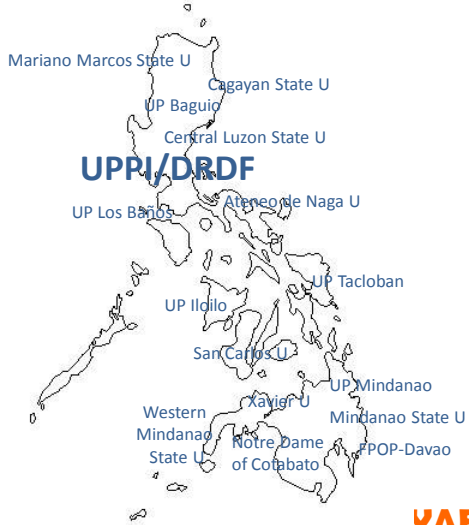 Mariano Marcos State U
Cagayan State U
UP Baguio
Central Luzon State U
UPPI/DRDF
Ateneo de Naga U
UP Los Baños
UP Tacloban
UP Iloilo
San Carlos U
UP Mindanao
Xavier U
Western
Mindanao
State U
Mindanao State U
Notre Dame
of Cotabato
FPOP-Davao